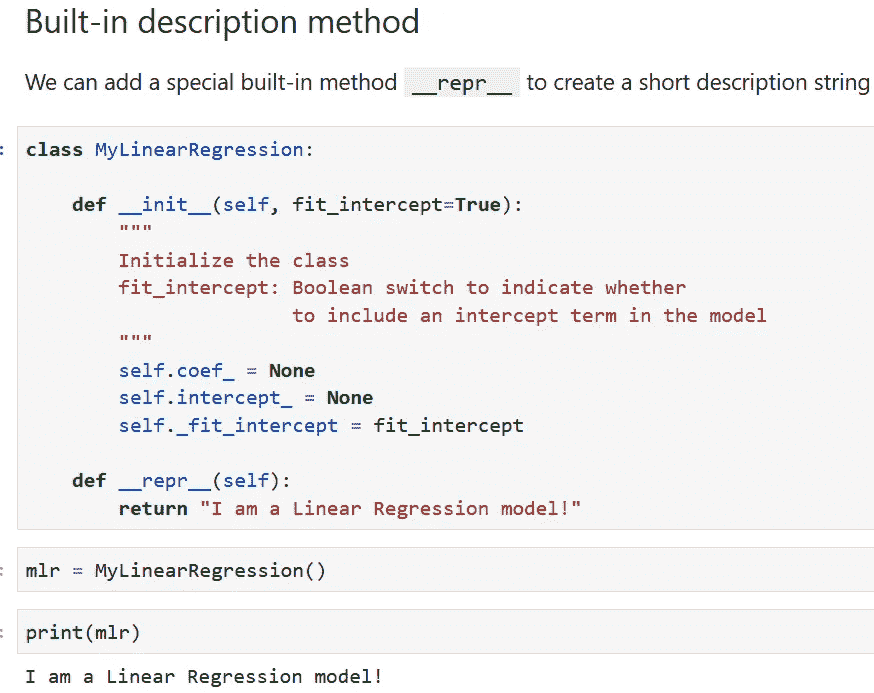 Built-in description method
We can add a special built-in method __repr__ to create a short description string
: class MyLinearRegression:
    def __init__(self, fit_intercept=True):
        """
        Initialize the class
        fit_intercept: Boolean switch to indicate whether
                       to include an intercept term in the model
        """
        self.coef_ = None
        self.intercept_ = None
        self._fit_intercept = fit_intercept
    def __repr__(self):
        return "I am a Linear Regression model!"
: mlr = MyLinearRegression()
: print(mlr)
I am a Linear Regression model!